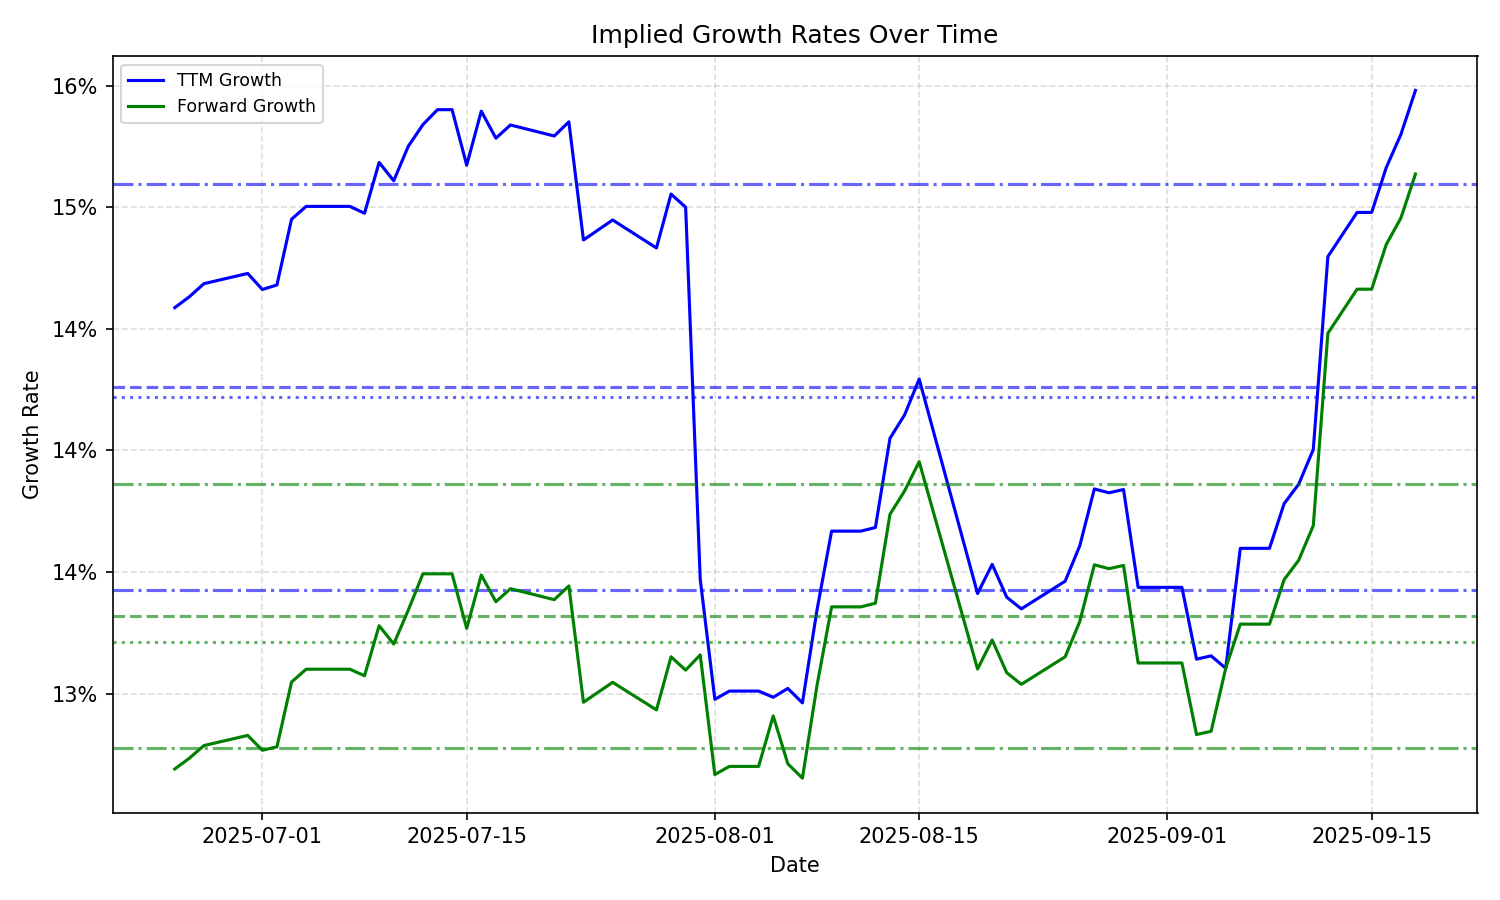 Implied Growth Rates Over Time
TTM Growth
Forward Growth
16%
15%
14%
14%
14%
13%
Growth Rate
2025-07-01
2025-07-15
2025-08-01
2025-08-15
2025-09-01
2025-09-15
Date